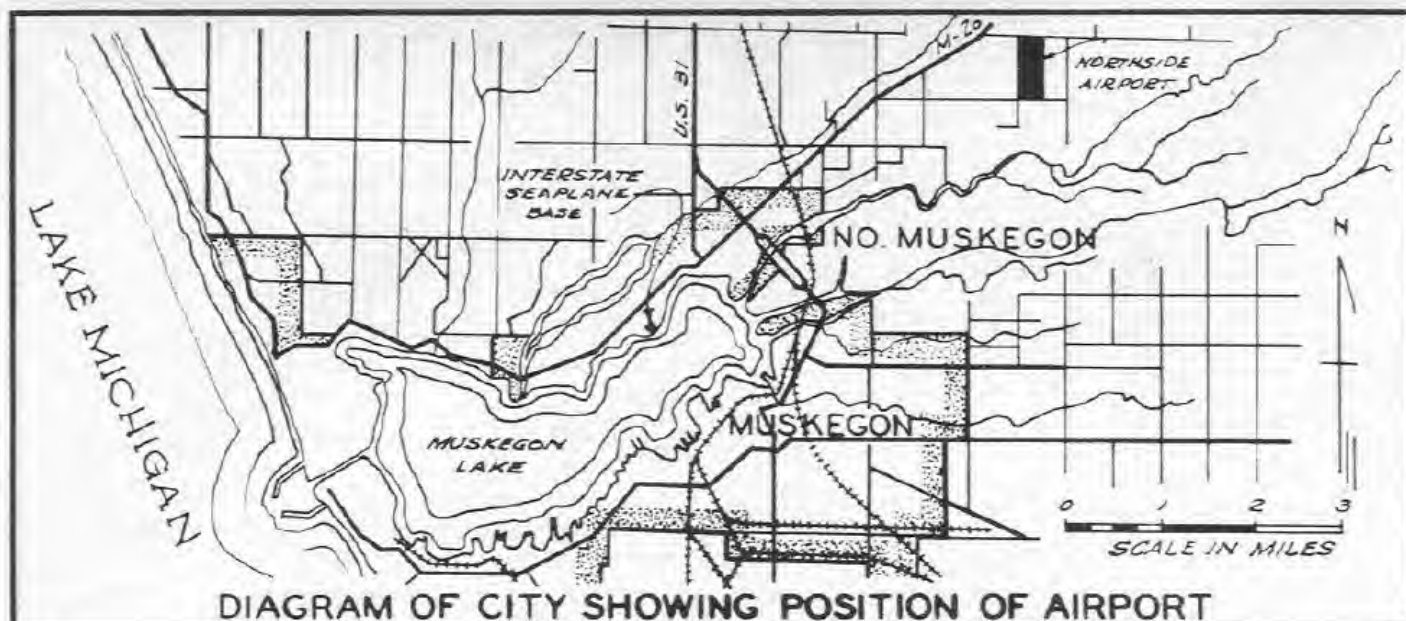 M-20
NORTHSIDE
AIRPORT
U.S. 31
INTERSTATE
SEAPLANE
BASE
LAKE MICHIGAN
NO. MUSKEGON
N
MUSKEGON
LAKE
MUSKEGON
0 1 2 3
SCALE IN MILES
DIAGRAM OF CITY SHOWING POSITION OF AIRPORT